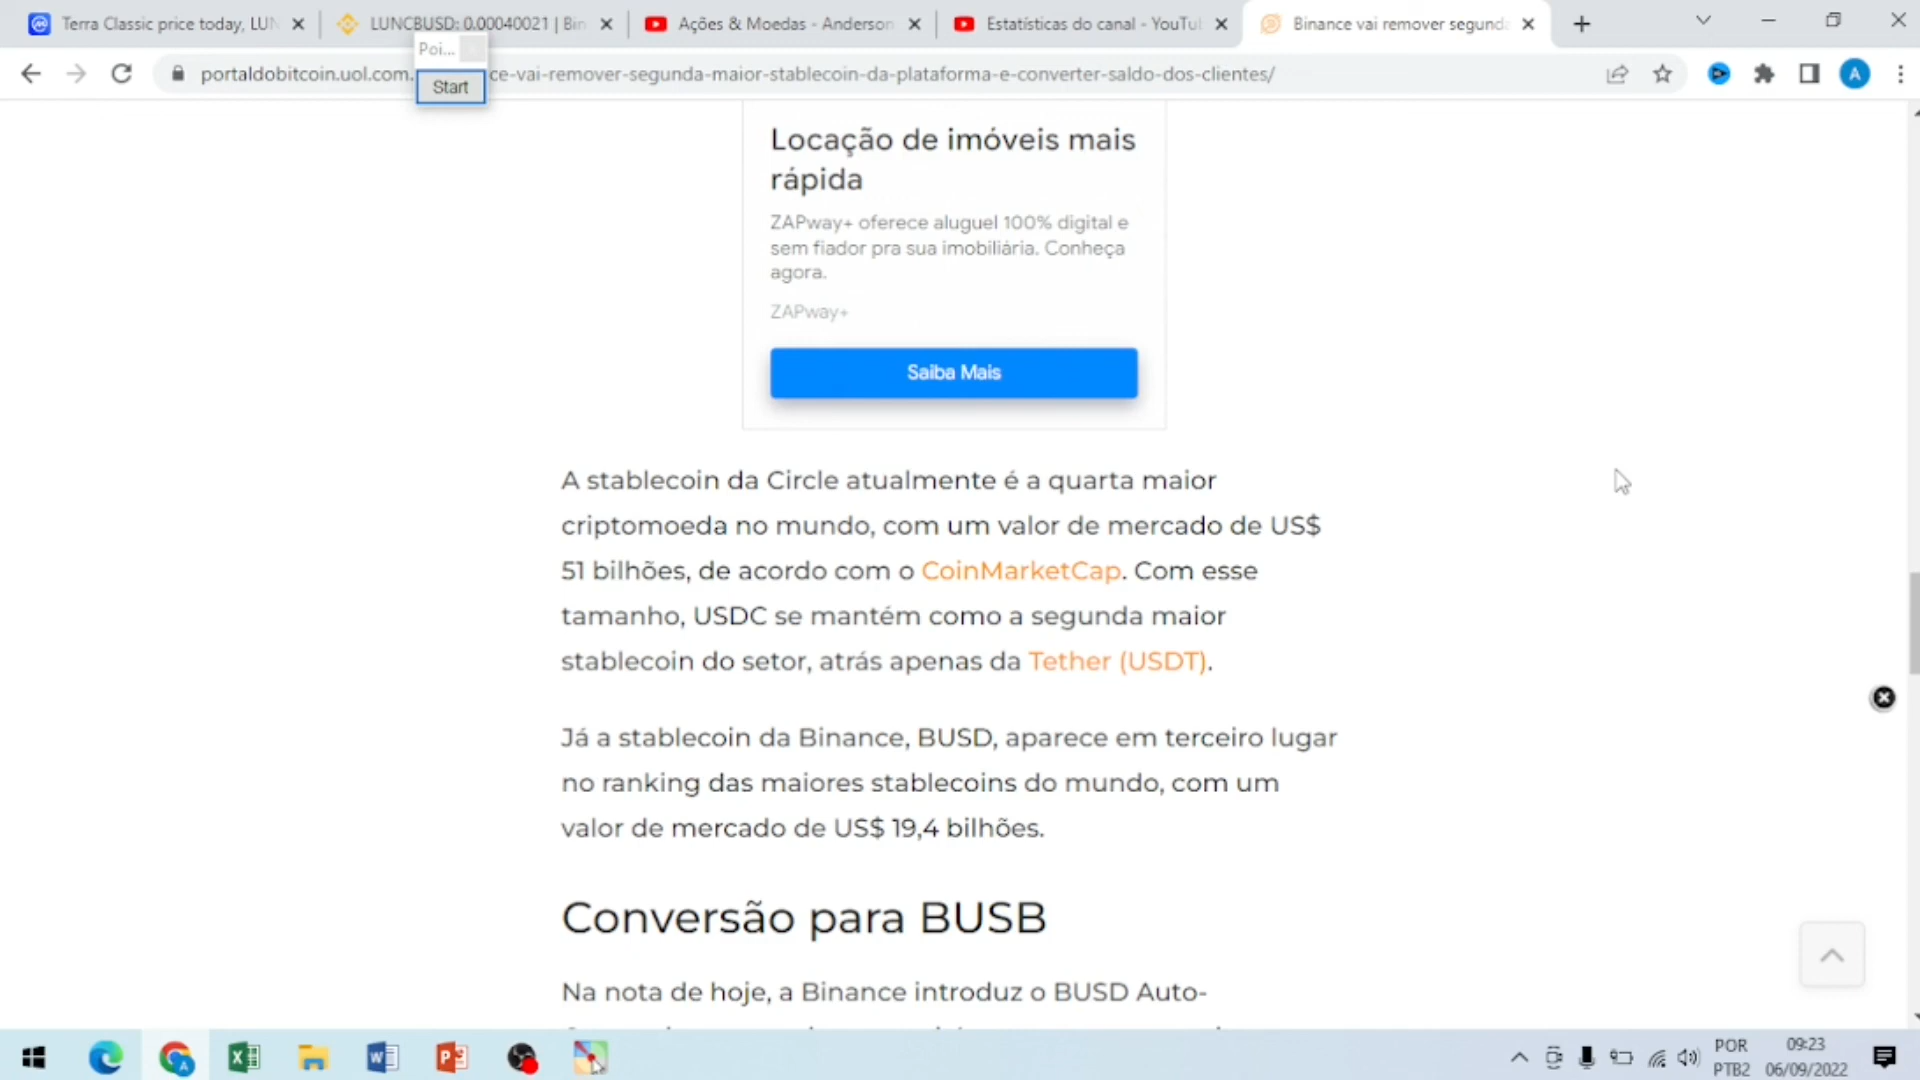 Terra Classic price today, LUN
LUNCBUSD: 0.00040021 | Bin
Ações & Moedas - Anderson
Estatísticas do canal - YouTu
Binance vai remover segunda
Poi...
Start
portaldobitcoin.uol.com.
ce-vai-remover-segunda-maior-stablecoin-da-plataforma-e-converter-saldo-dos-clientes/
A
Locação de imóveis mais
rápida
ZAPway+ oferece aluguel 100% digital e
sem fiador pra sua imobiliária. Conheça
agora.
ZAPway+
Saiba Mais
A stablecoin da Circle atualmente é a quarta maior
criptomoeda no mundo, com um valor de mercado de US$
51 bilhões, de acordo com o CoinMarketCap. Com esse
tamanho, USDC se mantém como a segunda maior
stablecoin do setor, atrás apenas da Tether (USDT).
Já a stablecoin da Binance, BUSD, aparece em terceiro lugar
no ranking das maiores stablecoins do mundo, com um
valor de mercado de US$ 19,4 bilhões.
Conversão para BUSB
Na nota de hoje, a Binance introduz o BUSD Auto-
POR
PTB2
09:23
06/09/2022